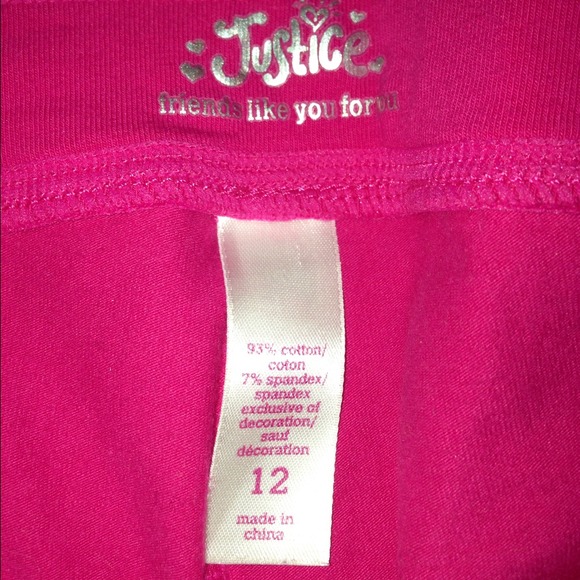 Justice
friends like you for
93% cotton/
coton
7% spandex/
spandex
exclusive of
decoration/
sauf
décoration
12
made in
china